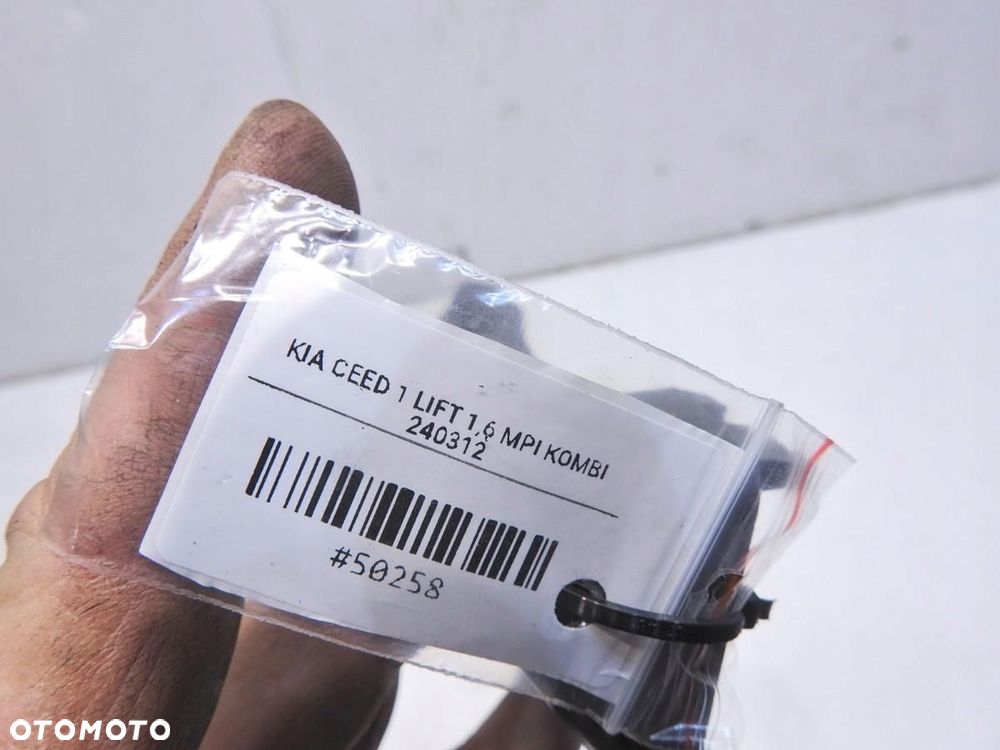 KIA CEED 1 LIFT 1,6 MPI KOMBI
240312
#50258
OTOMOTO